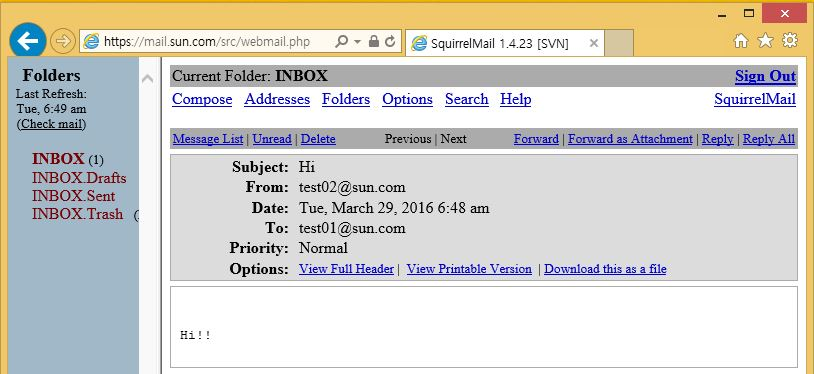 https://mail.sun.com/src/webmail.php
SquirrelMail 1.4.23 [SVN]
Folders
Last Refresh:
Tue, 6:49 am
(Check mail)
INBOX (1)
INBOX.Drafts
INBOX.Sent
INBOX.Trash (
Current Folder: INBOX Sign Out
Compose Addresses Folders Options Search Help SquirrelMail
Message List | Unread | Delete Previous | Next Forward | Forward as Attachment | Reply | Reply All
Subject: Hi
From: test02@sun.com
Date: Tue, March 29, 2016 6:48 am
To: test01@sun.com
Priority: Normal
Options: View Full Header | View Printable Version | Download this as a file
Hi!!